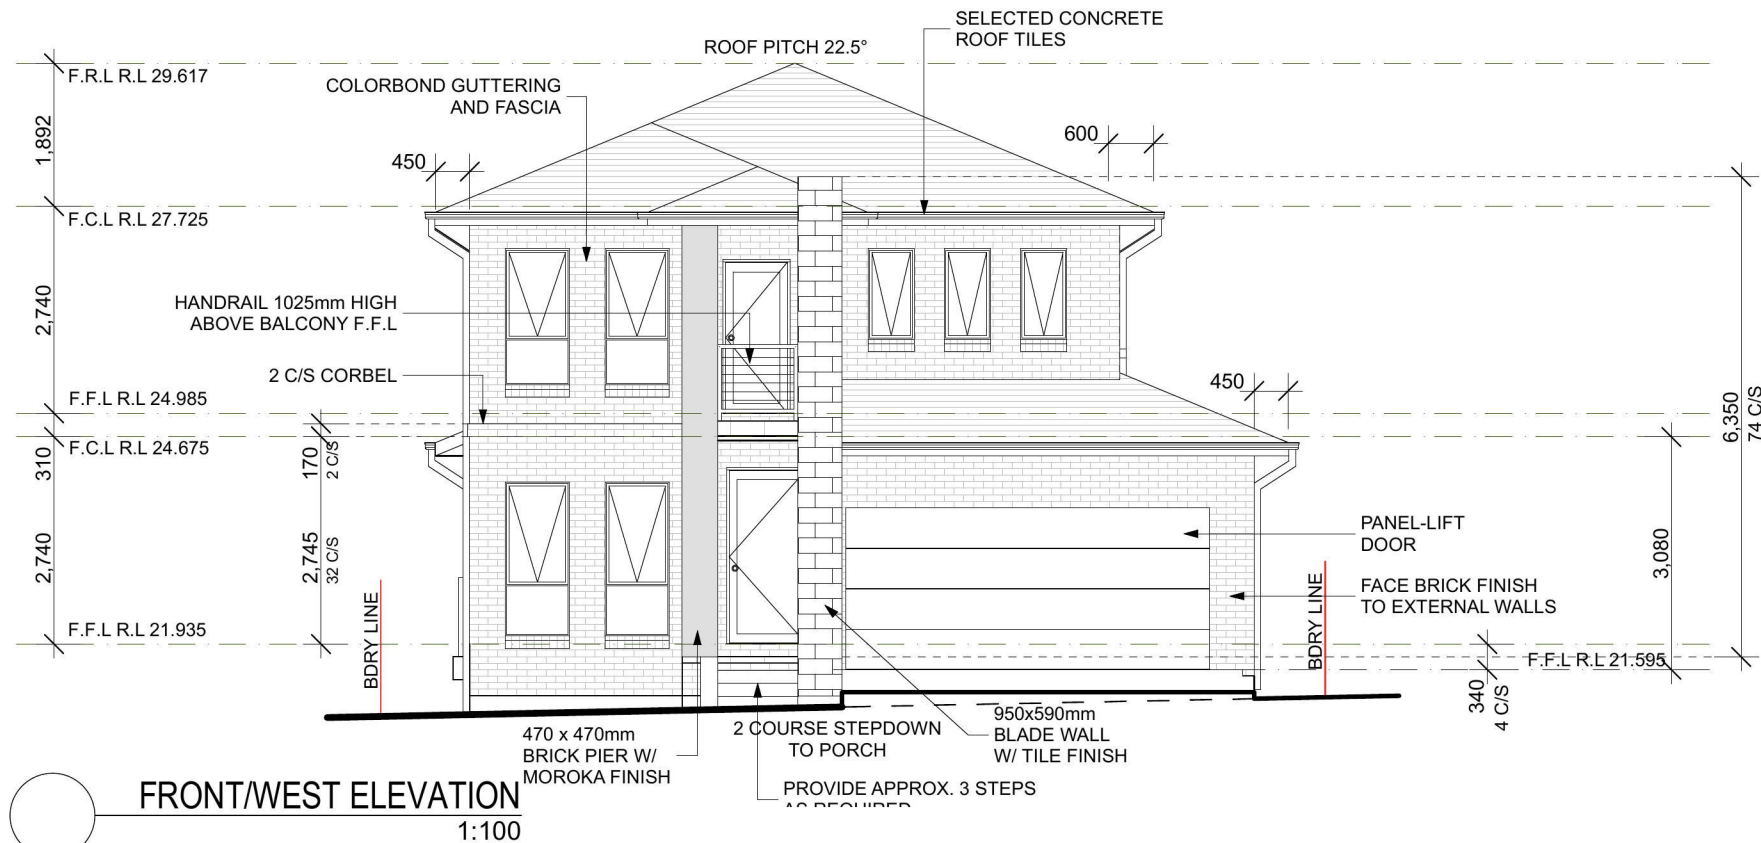 SELECTED CONCRETE
ROOF TILES
ROOF PITCH 22.5°
F.R.L R.L 29.617
COLORBOND GUTTERING
AND FASCIA
1,892
450
600
F.C.L R.L 27.725
2,740
HANDRAIL 1025mm HIGH
ABOVE BALCONY F.F.L
2 C/S CORBEL
450
F.F.L R.L 24.985
6,350
74 C/S
F.C.L R.L 24.675
310
170
2 C/S
2,740
2,745
32 C/S
3,080
PANEL-LIFT
DOOR
FACE BRICK FINISH
TO EXTERNAL WALLS
BDRY LINE
BDRY LINE
F.F.L R.L 21.935
F.F.L R.L 21.595
340
4 C/S
470 x 470mm
BRICK PIER W/
MOROKA FINISH
2 COURSE STEPDOWN
TO PORCH
950x590mm
BLADE WALL
W/ TILE FINISH
PROVIDE APPROX. 3 STEPS
AS REQUIRED
FRONT/WEST ELEVATION
1:100